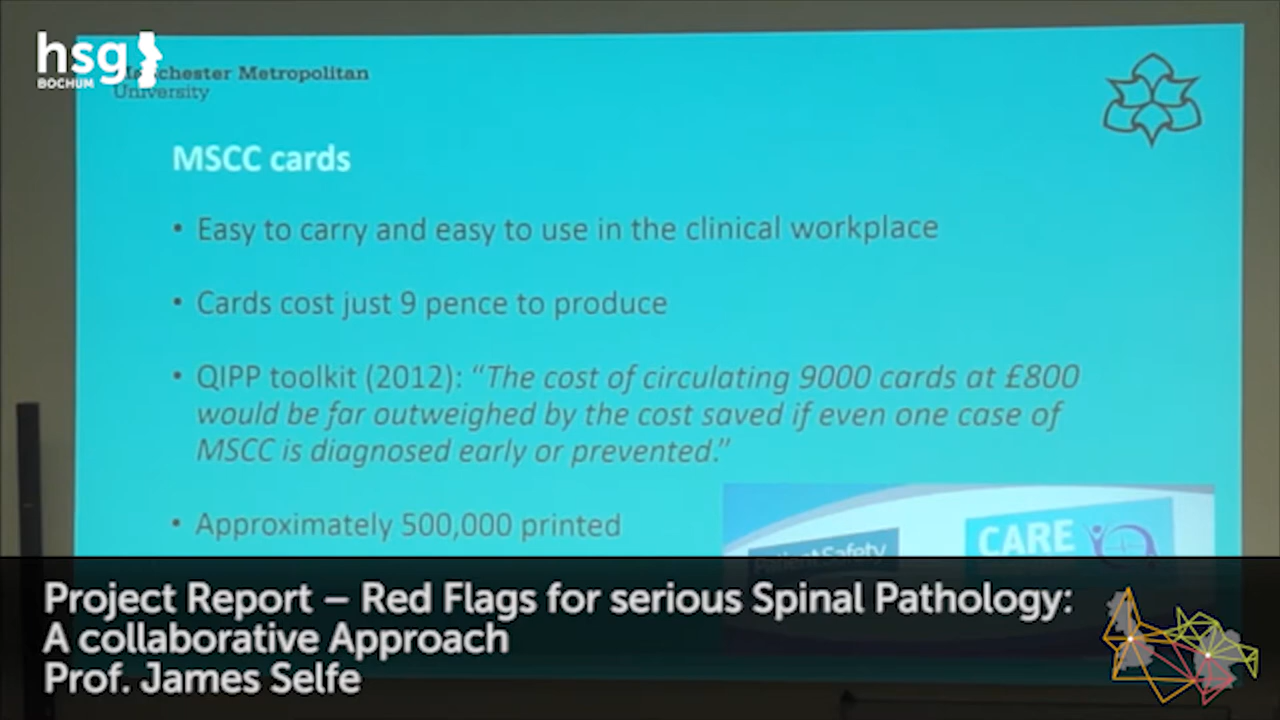 hsg
BOCHUM
Manchester Metropolitan
University
MSCC cards
• Easy to carry and easy to use in the clinical workplace
• Cards cost just 9 pence to produce
• QIPP toolkit (2012): “The cost of circulating 9000 cards at £800
would be far outweighed by the cost saved if even one case of
MSCC is diagnosed early or prevented.”
• Approximately 500,000 printed
PatientSafety
CARE
Project Report – Red Flags for serious Spinal Pathology:
A collaborative Approach
Prof. James Selfe